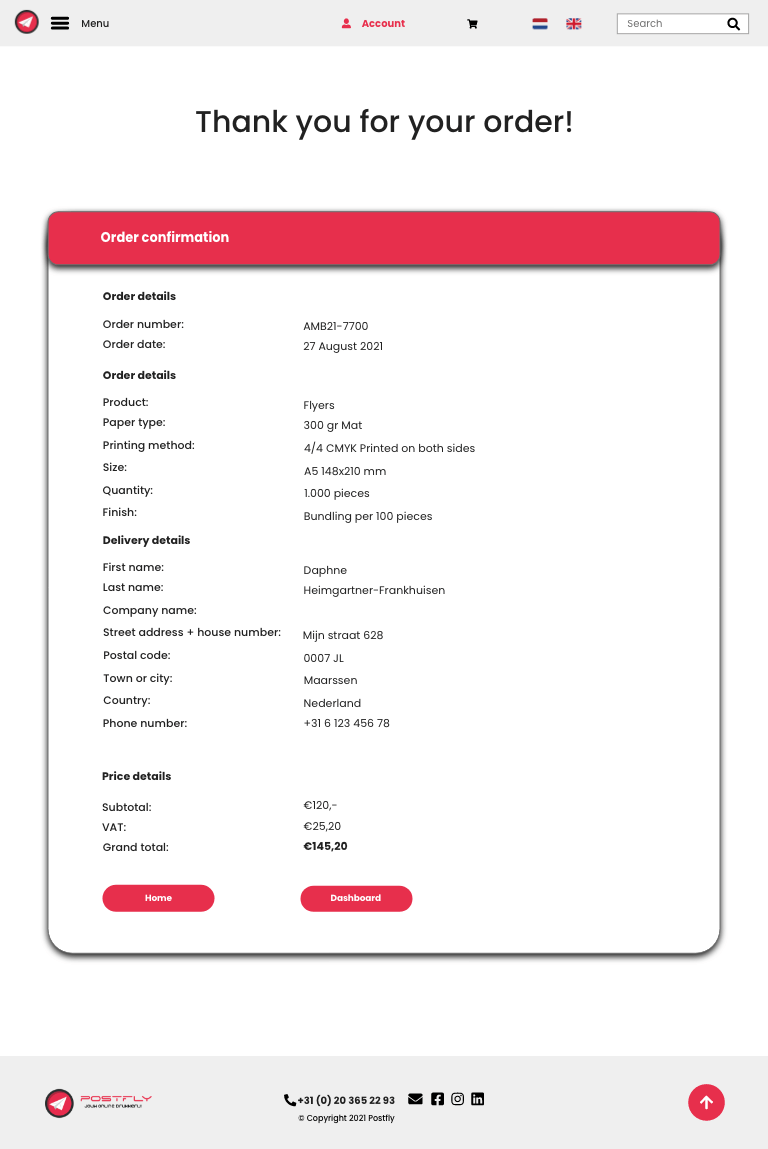 Menu
Account
Search
Thank you for your order!
Order confirmation
Order details
Order number: AMB21-7700
Order date: 27 August 2021
Order details
Product: Flyers
Paper type: 300 gr Mat
Printing method: 4/4 CMYK Printed on both sides
Size: A5 148x210 mm
Quantity: 1.000 pieces
Finish: Bundling per 100 pieces
Delivery details
First name: Daphne
Last name: Heimgartner-Frankhuisen
Company name:
Street address + house number: Mijn straat 628
Postal code: 0007 JL
Town or city: Maarssen
Country: Nederland
Phone number: +31 6 123 456 78
Price details
Subtotal: €120,-
VAT: €25,20
Grand total: €145,20
Home Dashboard
POSTFLY
JOUW ONLINE DRUKKERIJ
+31 (0) 20 365 22 93
© Copyright 2021 Postfly